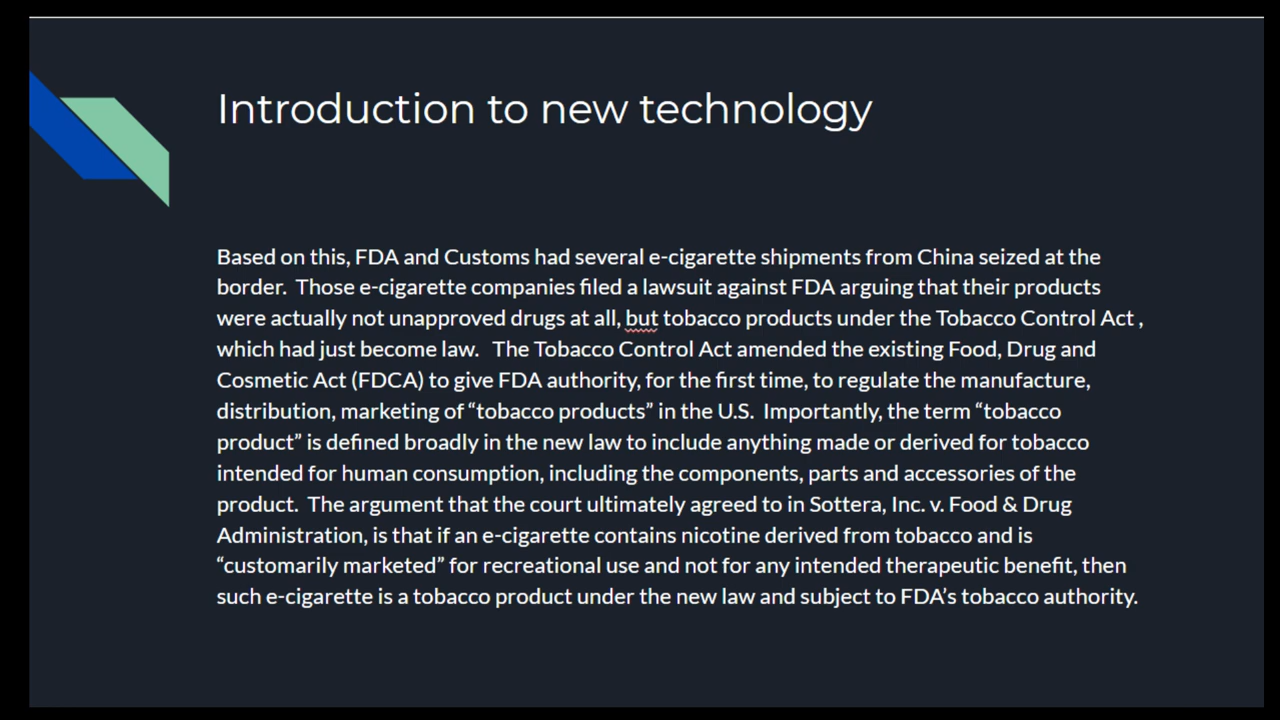 Introduction to new technology
Based on this, FDA and Customs had several e-cigarette shipments from China seized at the
border.  Those e-cigarette companies filed a lawsuit against FDA arguing that their products
were actually not unapproved drugs at all, but tobacco products under the Tobacco Control Act ,
which had just become law.   The Tobacco Control Act amended the existing Food, Drug and
Cosmetic Act (FDCA) to give FDA authority, for the first time, to regulate the manufacture,
distribution, marketing of “tobacco products” in the U.S.  Importantly, the term “tobacco
product” is defined broadly in the new law to include anything made or derived for tobacco
intended for human consumption, including the components, parts and accessories of the
product.  The argument that the court ultimately agreed to in Sottera, Inc. v. Food & Drug
Administration, is that if an e-cigarette contains nicotine derived from tobacco and is
“customarily marketed” for recreational use and not for any intended therapeutic benefit, then
such e-cigarette is a tobacco product under the new law and subject to FDA’s tobacco authority.